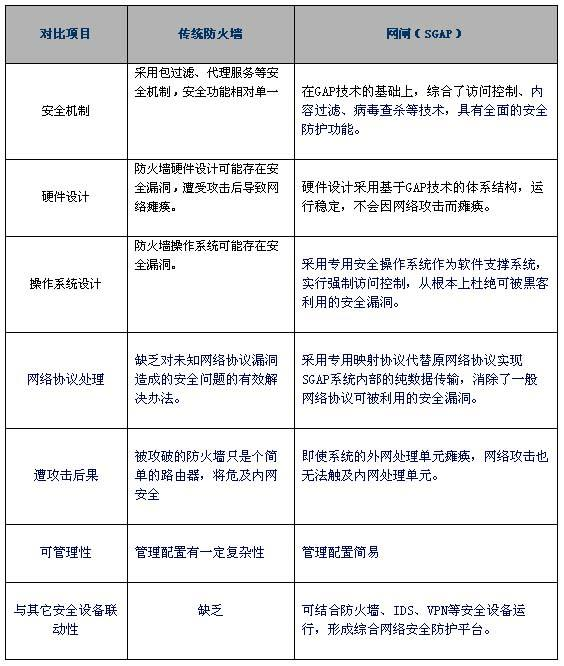 对比项目
传统防火墙
网闸（SGAP）
安全机制
采用包过滤、代理服务等安
全机制，安全功能相对单一
在GAP技术的基础上，综合了访问控制、内
容过滤、病毒查杀等技术，具有全面的安全
防护功能。
硬件设计
防火墙硬件设计可能存在安
全漏洞，遭受攻击后导致网
络瘫痪。
硬件设计采用基于GAP技术的体系结构，运
行稳定，不会因网络攻击而瘫痪。
操作系统设计
防火墙操作系统可能存在安
全漏洞。
采用专用安全操作系统作为软件支撑系统，
实行强制访问控制，从根本上杜绝可被黑客
利用的安全漏洞。
网络协议处理
缺乏对未知网络协议漏洞
造成的安全问题的有效解
决办法。
采用专用映射协议代替原网络协议实现
SGAP系统内部的纯数据传输，消除了一般
网络协议可被利用的安全漏洞。
遭攻击后果
被攻破的防火墙只是个简
单的路由器，将危及内网
安全
即使系统的外网处理单元瘫痪，网络攻击也
无法触及内网处理单元。
可管理性
管理配置有一定复杂性
管理配置简易
与其它安全设备联
动性
缺乏
可结合防火墙、IDS、VPN等安全设备运
行，形成综合网络安全防护平台。